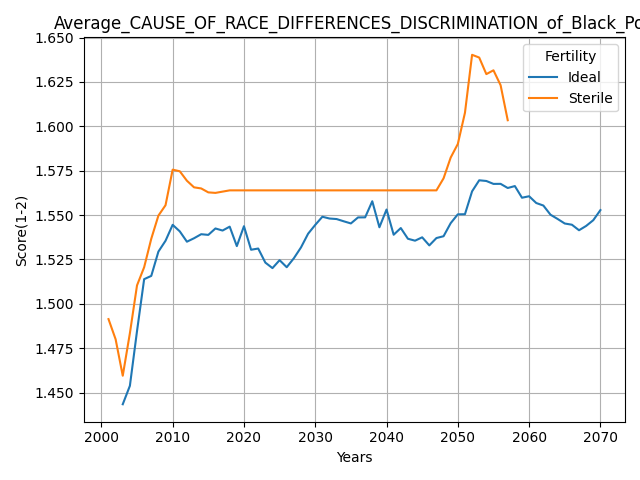 Average_CAUSE_OF_RACE_DIFFERENCES_DISCRIMINATION_of_Black_Po
1.650
1.625
1.600
1.575
1.550
1.525
1.500
1.475
1.450
Score(1-2)
Fertility
Ideal
Sterile
2000 2010 2020 2030 2040 2050 2060 2070
Years